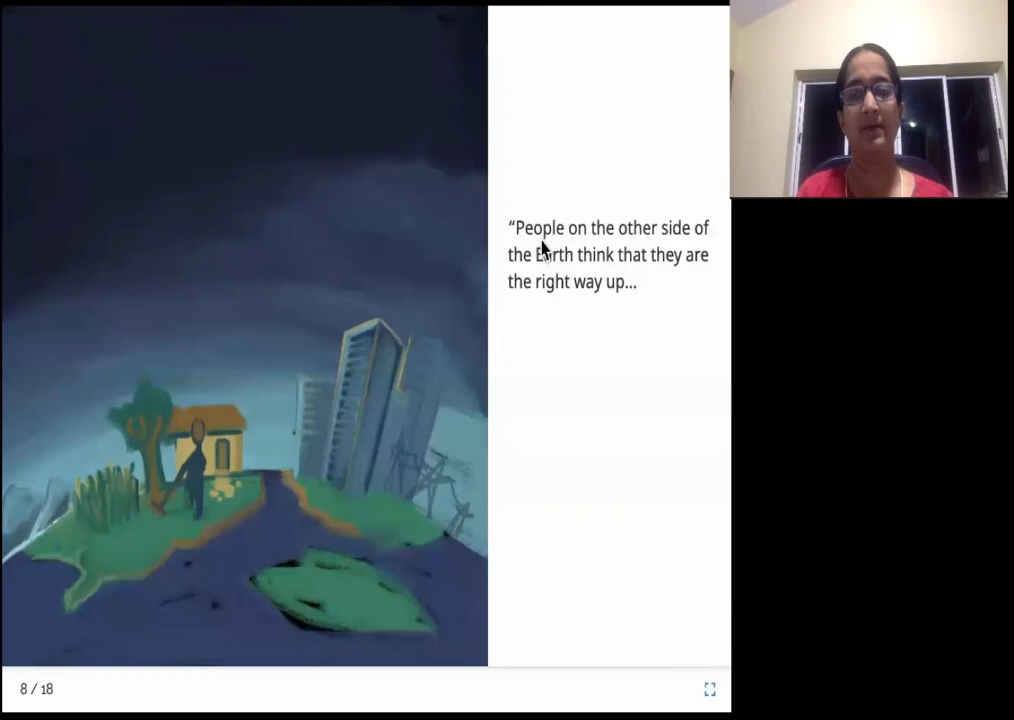 “People on the other side of
the Earth think that they are
the right way up...
8 / 18